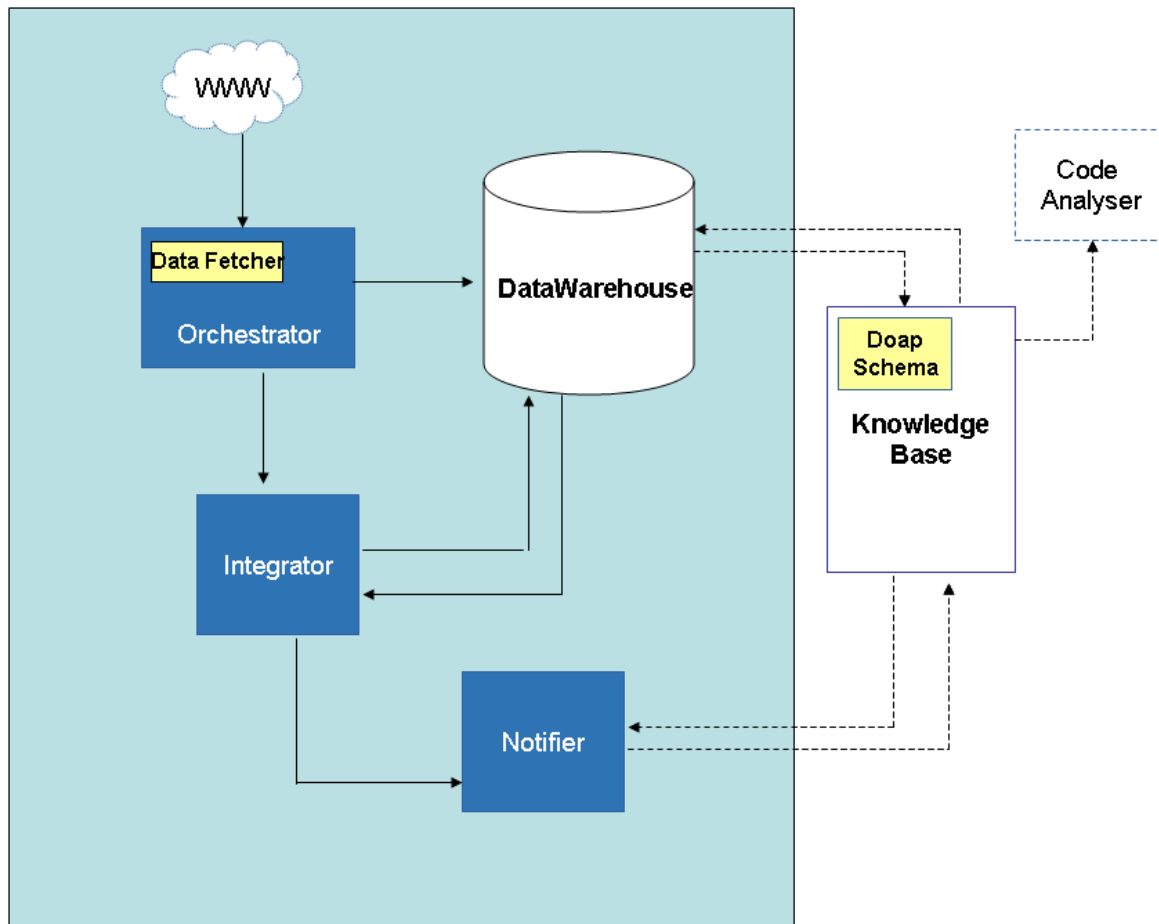 WWW
Data Fetcher
Orchestrator
DataWarehouse
Code
Analyser
Doap
Schema
Knowledge
Base
Integrator
Notifier